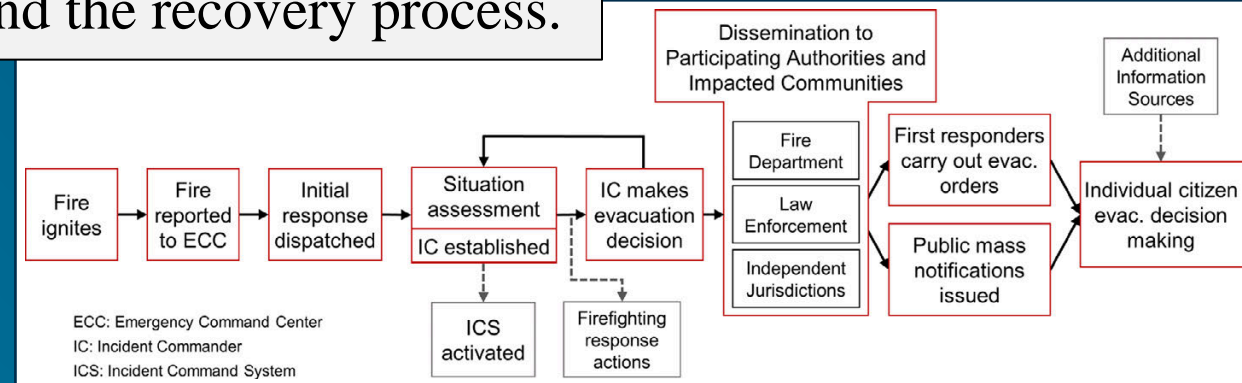 nd the recovery process.
Dissemination to
Participating Authorities and
Impacted Communities
Additional
Information
Sources
Fire
ignites
Fire
reported
to ECC
Initial
response
dispatched
Situation
assessment
IC established
IC makes
evacuation
decision
Fire
Department
Law
Enforcement
Independent
Jurisdictions
First responders
carry out evac.
orders
Public mass
notifications
issued
Individual citizen
evac. decision
making
ICS
activated
Firefighting
response
actions
ECC: Emergency Command Center
IC: Incident Commander
ICS: Incident Command System